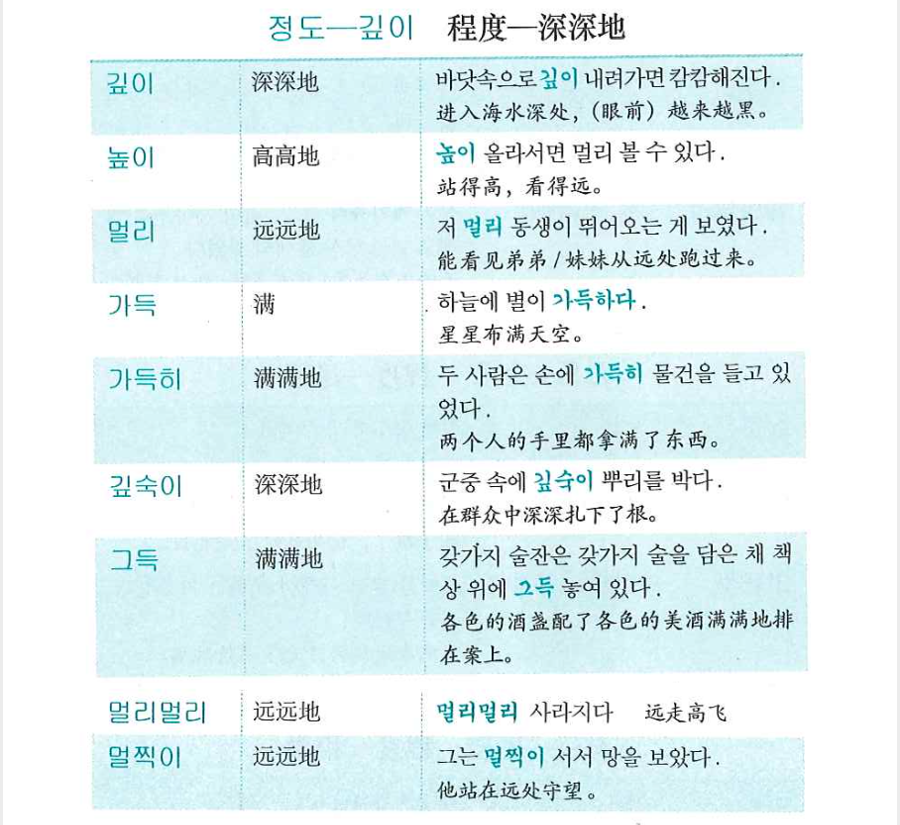 정도—깊이 程度—深深地
깊이 深深地 바닷속으로 깊이 내려가면 캄캄해진다.
进入海水深处，（眼前）越来越黑。
높이 高高地 높이 올라서면 멀리 볼 수 있다.
站得高，看得远。
멀리 远远地 저 멀리 동생이 뛰어오는 게 보였다.
能看见弟弟/妹妹从远处跑过来。
가득 满 하늘에 별이 가득하다.
星星布满天空。
가득히 满满地 두 사람은 손에 가득히 물건을 들고 있
었다.
两个人的手里都拿满了东西。
깊숙이 深深地 군중 속에 깊숙이 뿌리를 박다.
在群众中深深扎下了根。
그득 满满地 갖가지 술잔은 갖가지 술을 담은 채 책
상 위에 그득 놓여 있다.
各色的酒盏配了各色的美酒满满地排
在案上。
멀리멀리 远远地 멀리멀리 사라지다 远走高飞
멀찍이 远远地 그는 멀찍이 서서 망을 보았다.
他站在远处守望。